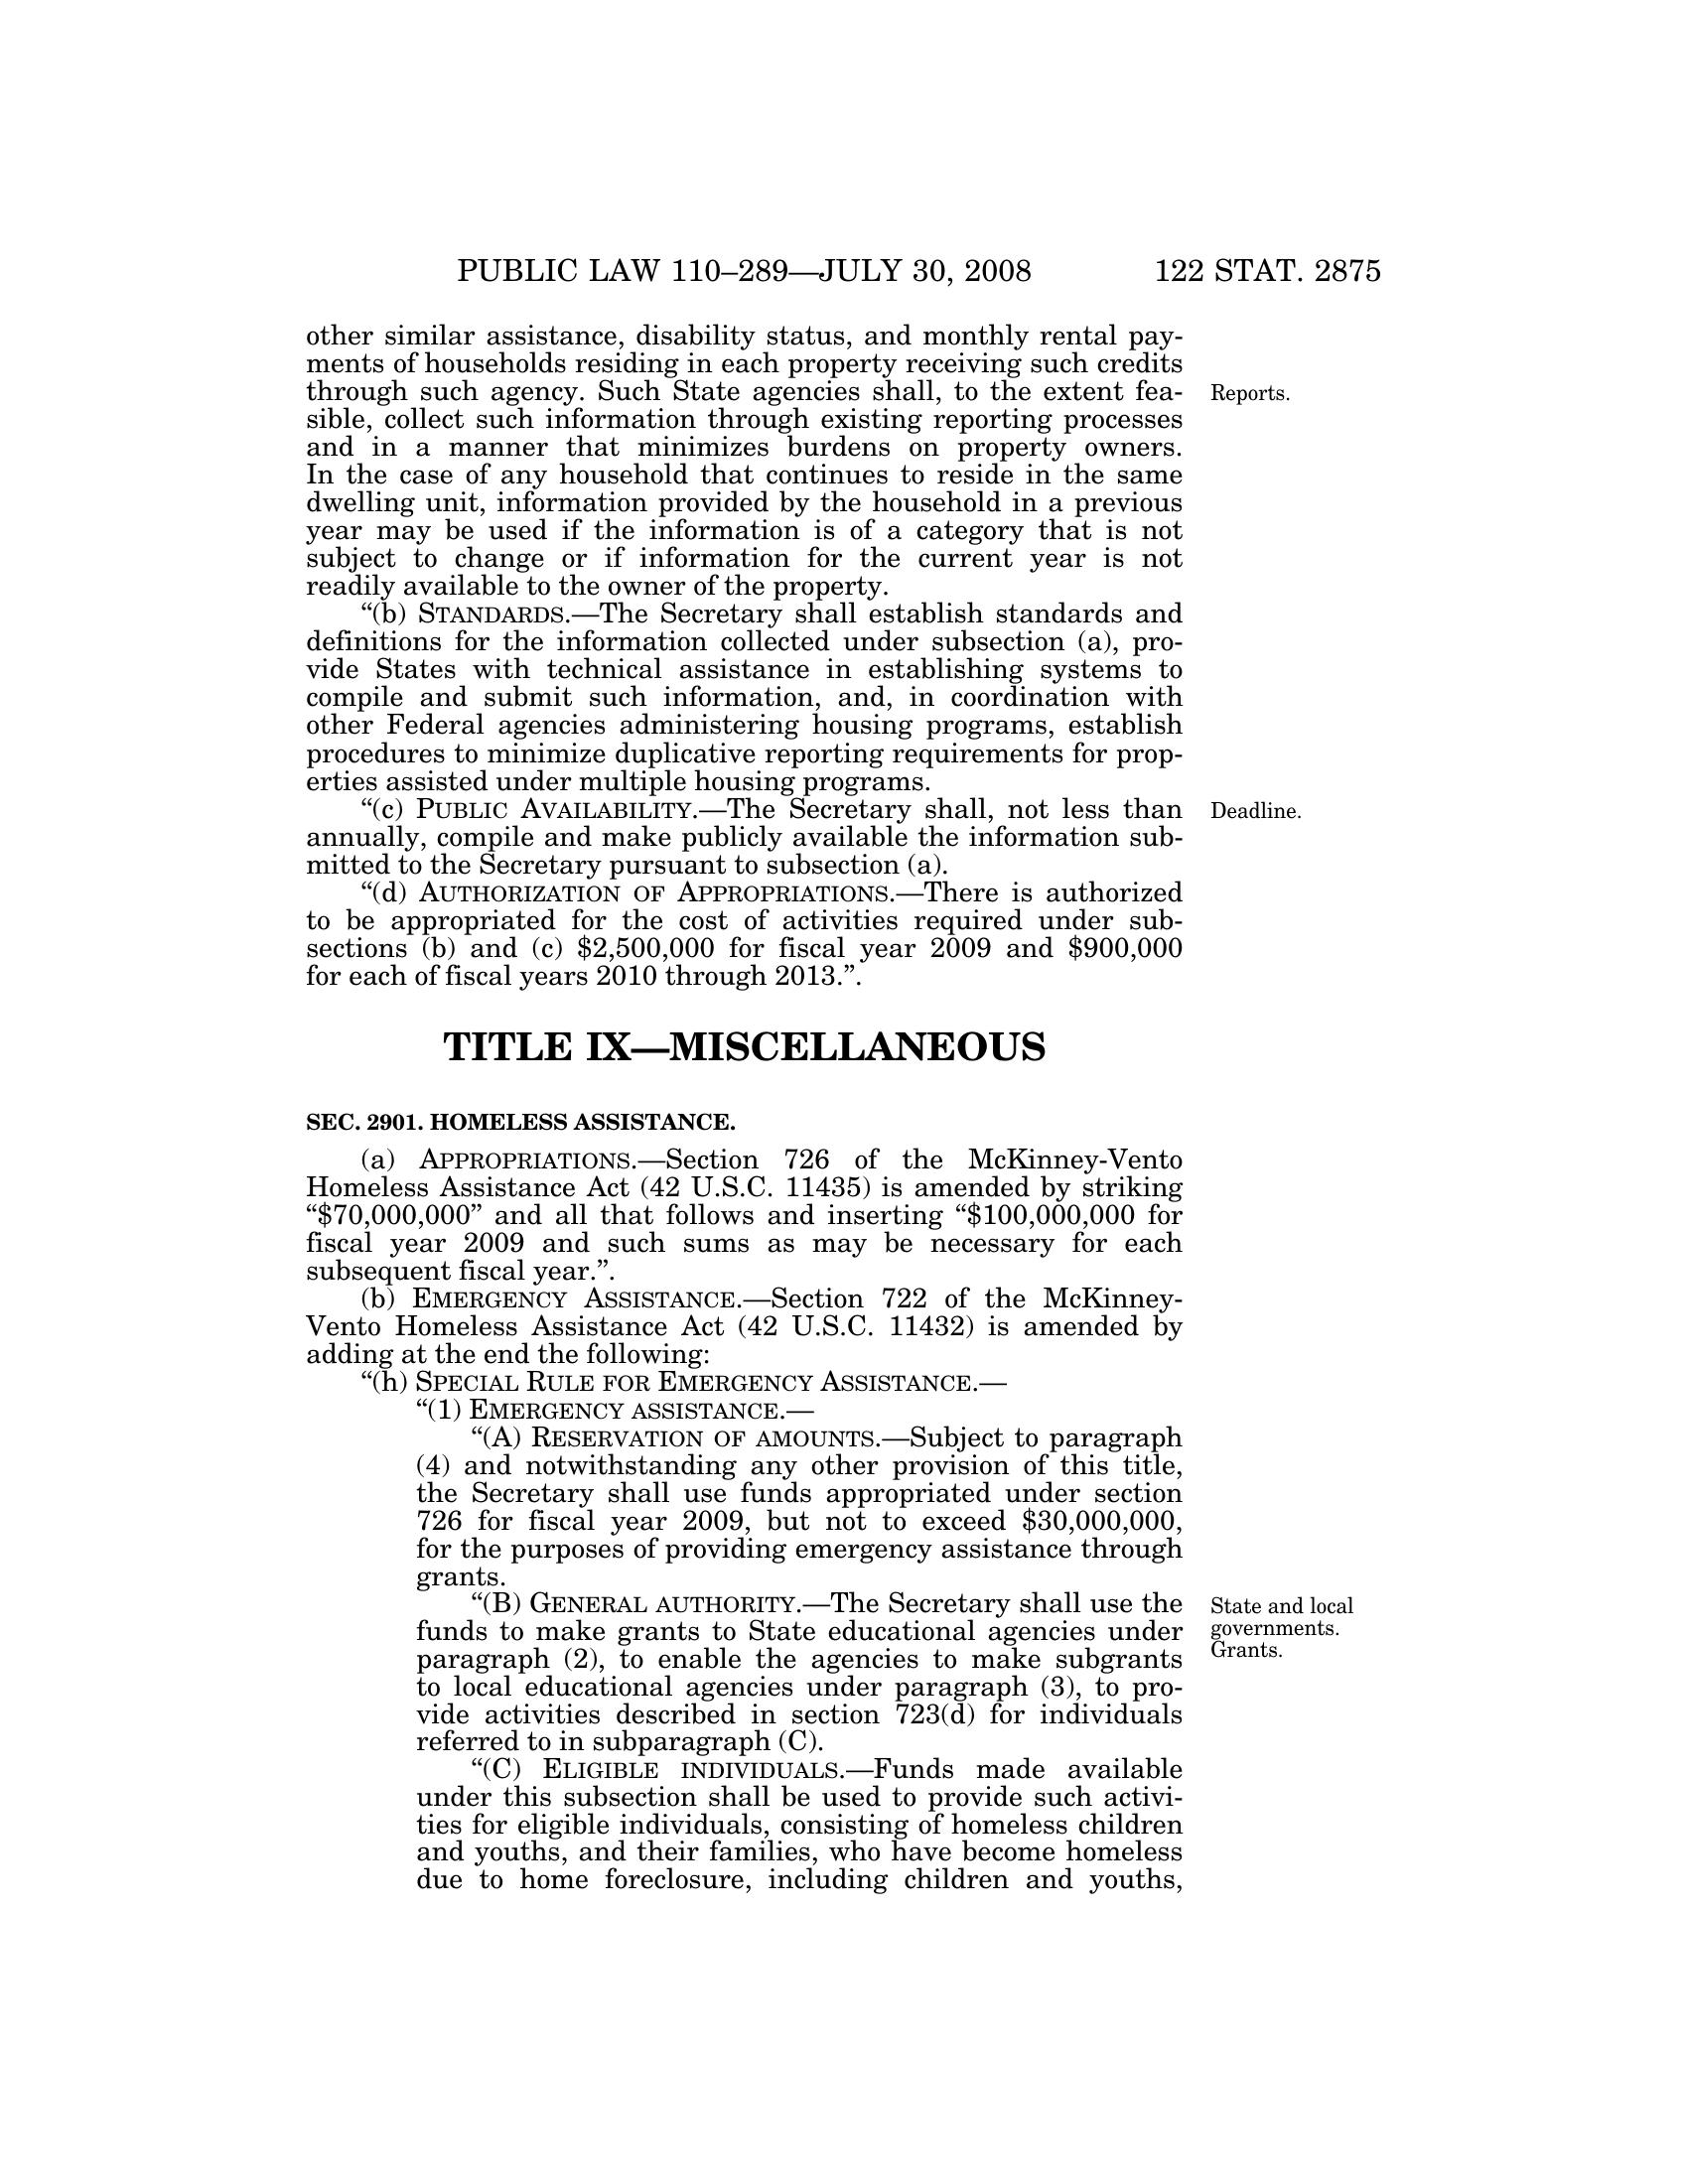 PUBLIC LAW 110–289—JULY 30, 2008 122 STAT. 2875
other similar assistance, disability status, and monthly rental pay-
ments of households residing in each property receiving such credits
through such agency. Such State agencies shall, to the extent fea-
sible, collect such information through existing reporting processes
and in a manner that minimizes burdens on property owners.
In the case of any household that continues to reside in the same
dwelling unit, information provided by the household in a previous
year may be used if the information is of a category that is not
subject to change or if information for the current year is not
readily available to the owner of the property.
“(b) STANDARDS.—The Secretary shall establish standards and
definitions for the information collected under subsection (a), pro-
vide States with technical assistance in establishing systems to
compile and submit such information, and, in coordination with
other Federal agencies administering housing programs, establish
procedures to minimize duplicative reporting requirements for prop-
erties assisted under multiple housing programs.
“(c) PUBLIC AVAILABILITY.—The Secretary shall, not less than
annually, compile and make publicly available the information sub-
mitted to the Secretary pursuant to subsection (a).
“(d) AUTHORIZATION OF APPROPRIATIONS.—There is authorized
to be appropriated for the cost of activities required under sub-
sections (b) and (c) $2,500,000 for fiscal year 2009 and $900,000
for each of fiscal years 2010 through 2013.”.
TITLE IX—MISCELLANEOUS
SEC. 2901. HOMELESS ASSISTANCE.
(a) APPROPRIATIONS.—Section 726 of the McKinney-Vento
Homeless Assistance Act (42 U.S.C. 11435) is amended by striking
“$70,000,000” and all that follows and inserting “$100,000,000 for
fiscal year 2009 and such sums as may be necessary for each
subsequent fiscal year.”.
(b) EMERGENCY ASSISTANCE.—Section 722 of the McKinney-
Vento Homeless Assistance Act (42 U.S.C. 11432) is amended by
adding at the end the following:
“(h) SPECIAL RULE FOR EMERGENCY ASSISTANCE.—
“(1) EMERGENCY ASSISTANCE.—
“(A) RESERVATION OF AMOUNTS.—Subject to paragraph
(4) and notwithstanding any other provision of this title,
the Secretary shall use funds appropriated under section
726 for fiscal year 2009, but not to exceed $30,000,000,
for the purposes of providing emergency assistance through
grants.
“(B) GENERAL AUTHORITY.—The Secretary shall use the
funds to make grants to State educational agencies under
paragraph (2), to enable the agencies to make subgrants
to local educational agencies under paragraph (3), to pro-
vide activities described in section 723(d) for individuals
referred to in subparagraph (C).
“(C) ELIGIBLE INDIVIDUALS.—Funds made available
under this subsection shall be used to provide such activi-
ties for eligible individuals, consisting of homeless children
and youths, and their families, who have become homeless
due to home foreclosure, including children and youths,
Reports.
Deadline.
State and local
governments.
Grants.